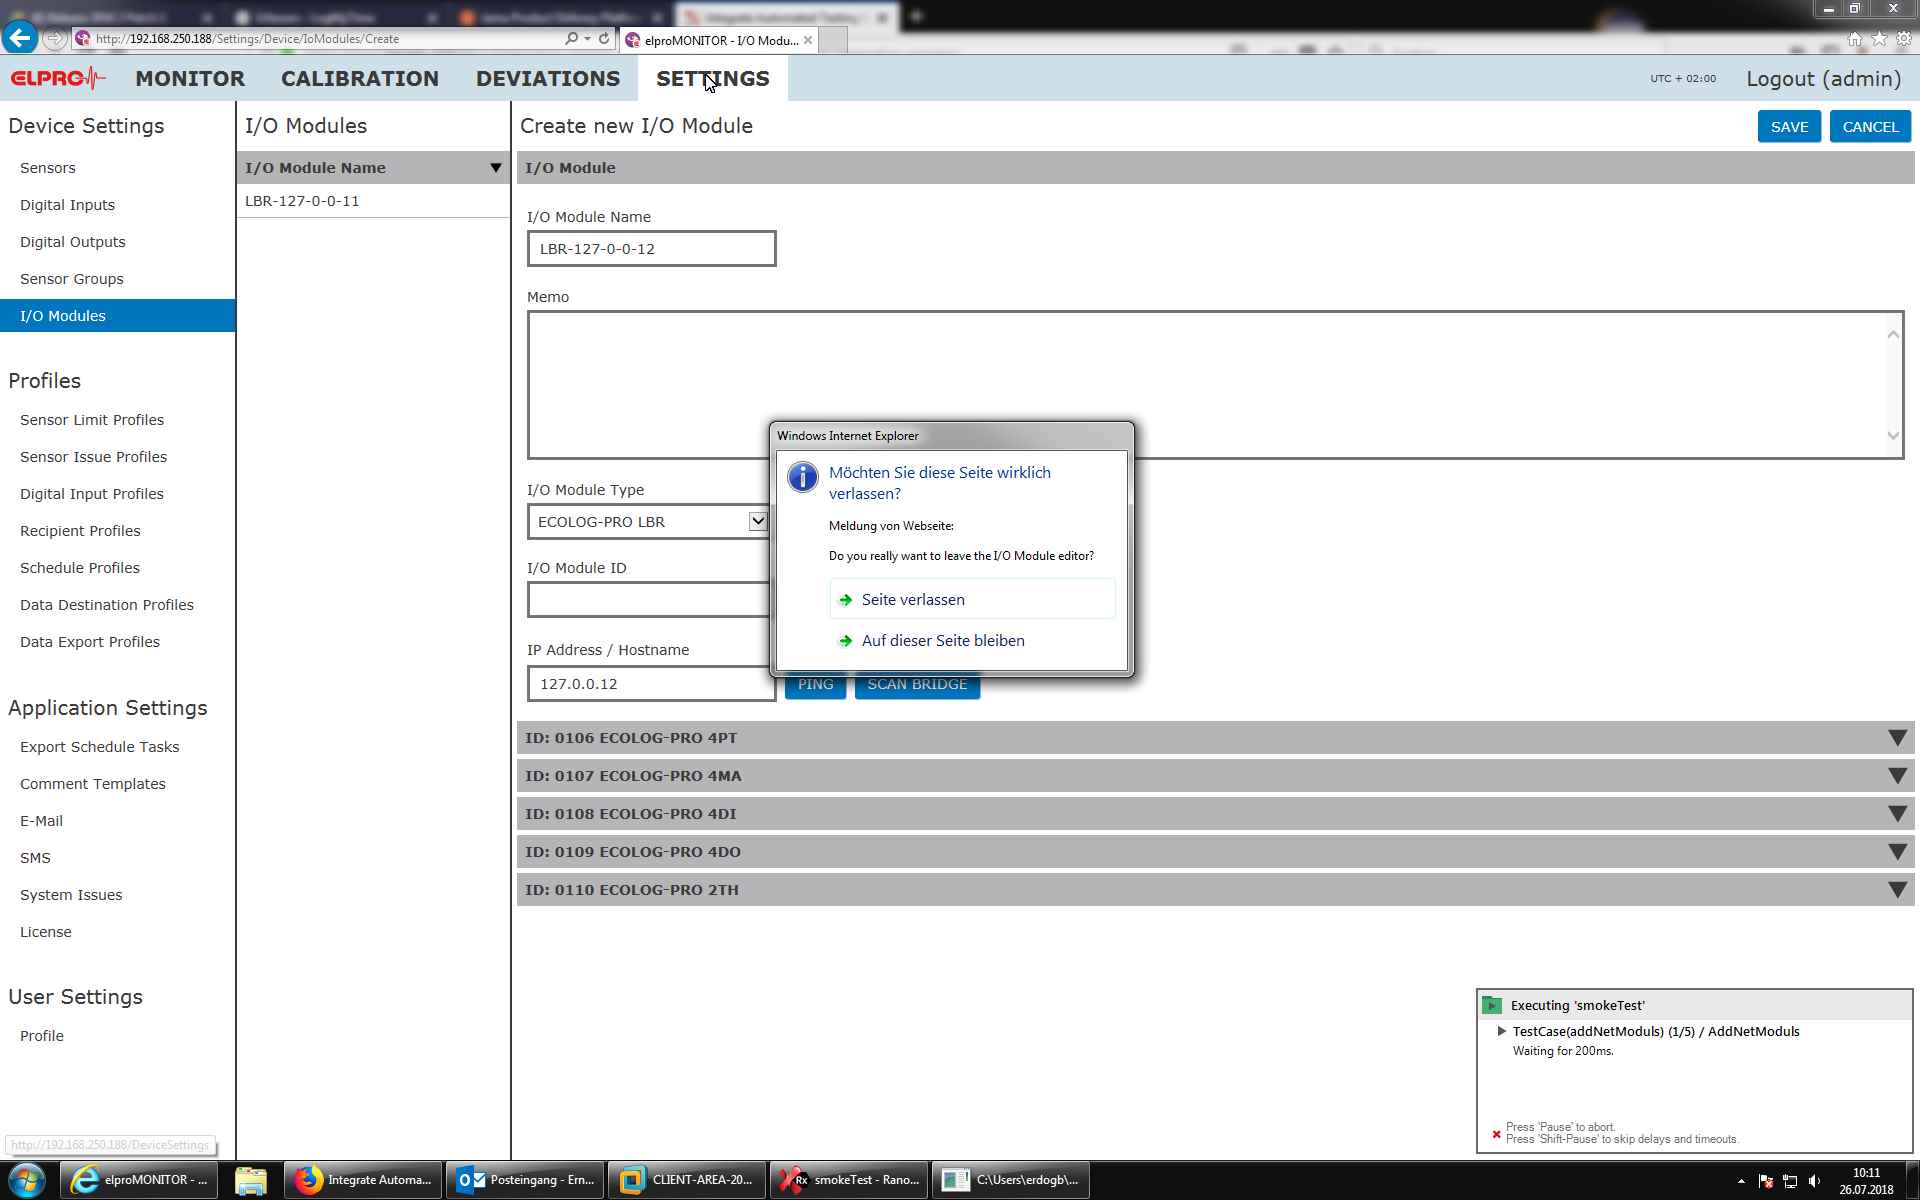 http://192.168.250.188/Settings/Device/IoModules/Create
elproMONITOR - I/O Modu...
ELPRO
MONITOR
CALIBRATION
DEVIATIONS
SETTINGS
UTC + 02:00
Logout (admin)
Device Settings
Sensors
Digital Inputs
Digital Outputs
Sensor Groups
I/O Modules
Profiles
Sensor Limit Profiles
Sensor Issue Profiles
Digital Input Profiles
Recipient Profiles
Schedule Profiles
Data Destination Profiles
Data Export Profiles
Application Settings
Export Schedule Tasks
Comment Templates
E-Mail
SMS
System Issues
License
User Settings
Profile
http://192.168.250.188/DeviceSettings
I/O Modules
I/O Module Name
LBR-127-0-0-11
Create new I/O Module
SAVE
CANCEL
I/O Module
I/O Module Name
LBR-127-0-0-12
Memo
I/O Module Type
ECOLOG-PRO LBR
I/O Module ID
IP Address / Hostname
127.0.0.12
PING
SCAN BRIDGE
Windows Internet Explorer
Möchten Sie diese Seite wirklich
verlassen?
Meldung von Webseite:
Do you really want to leave the I/O Module editor?
Seite verlassen
Auf dieser Seite bleiben
ID: 0106 ECOLOG-PRO 4PT
ID: 0107 ECOLOG-PRO 4MA
ID: 0108 ECOLOG-PRO 4DI
ID: 0109 ECOLOG-PRO 4DO
ID: 0110 ECOLOG-PRO 2TH
Executing 'smokeTest'
TestCase(addNetModuls) (1/5) / AddNetModuls
Waiting for 200ms.
Press 'Pause' to abort.
Press 'Shift-Pause' to skip delays and timeouts.
elproMONITOR - ...
Integrate Automa...
Posteingang - Ern...
CLIENT-AREA-20...
Rx
smokeTest - Rano...
C:\Users\erdogb\...
10:11
26.07.2018